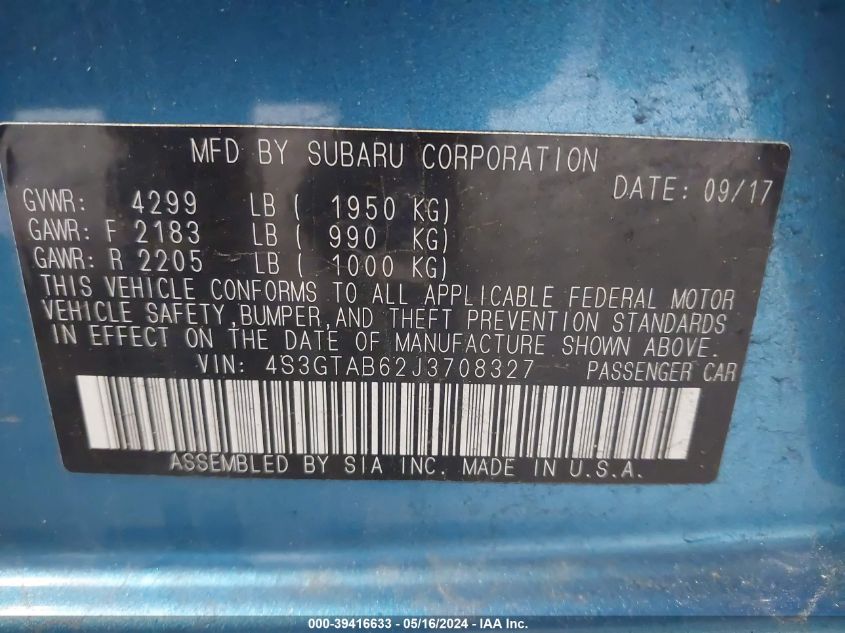 MFD BY SUBARU CORPORATION
DATE: 09/17
GVWR: 4299 LB ( 1950 KG)
GAWR: F 2183 LB ( 990 KG)
GAWR: R 2205 LB ( 1000 KG)
THIS VEHICLE CONFORMS TO ALL APPLICABLE FEDERAL MOTOR
VEHICLE SAFETY,BUMPER,AND THEFT PREVENTION STANDARDS
IN EFFECT ON THE DATE OF MANUFACTURE SHOWN ABOVE.
VIN: 4S3GTAB62J3708327 PASSENGER CAR
ASSEMBLED BY SIA INC. MADE IN U.S.A.
000-39416633 - 05/16/2024 - IAA Inc.